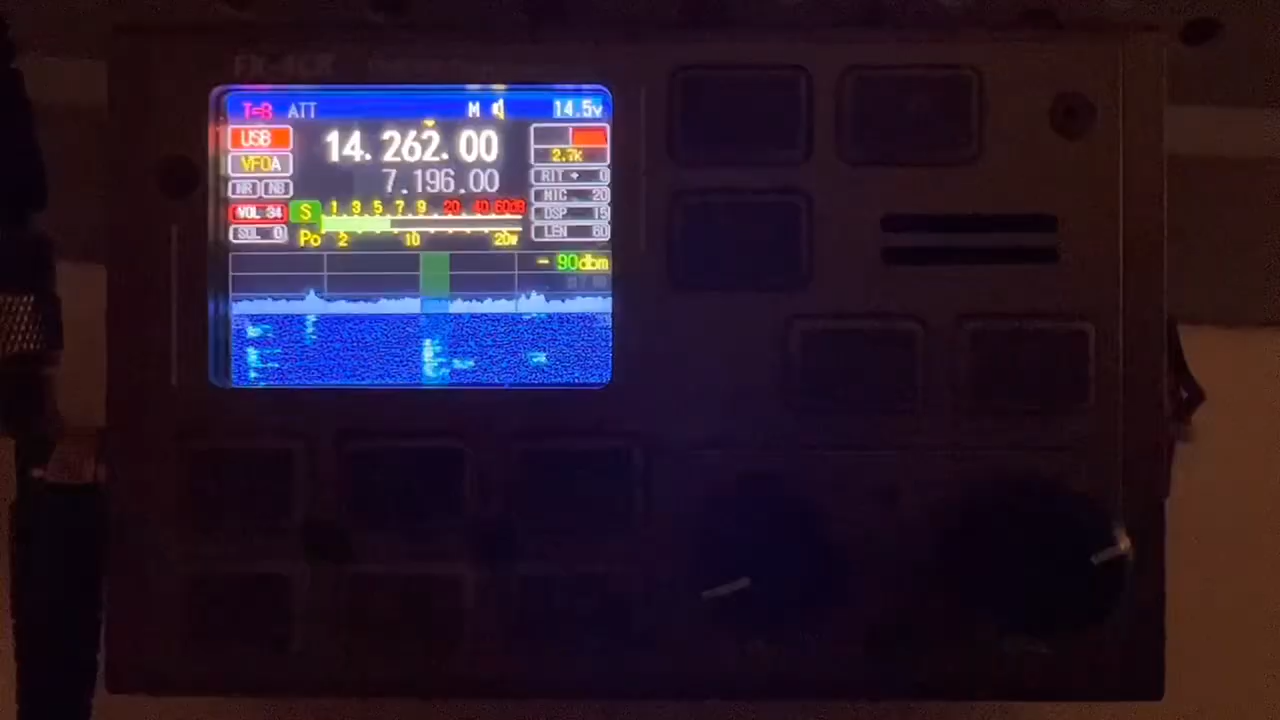 FX-4CR
T=8 ATT M 14.5v
USB 14.262.00
VFOA 2.7k
7.196.00 RIT + 0
NR NB MIC 20
VOL 34 S 1 3 5 7 9 20 40 60dB DSP 15
SQL 0 Po 2 10 20w LEN 60
- 90dbm